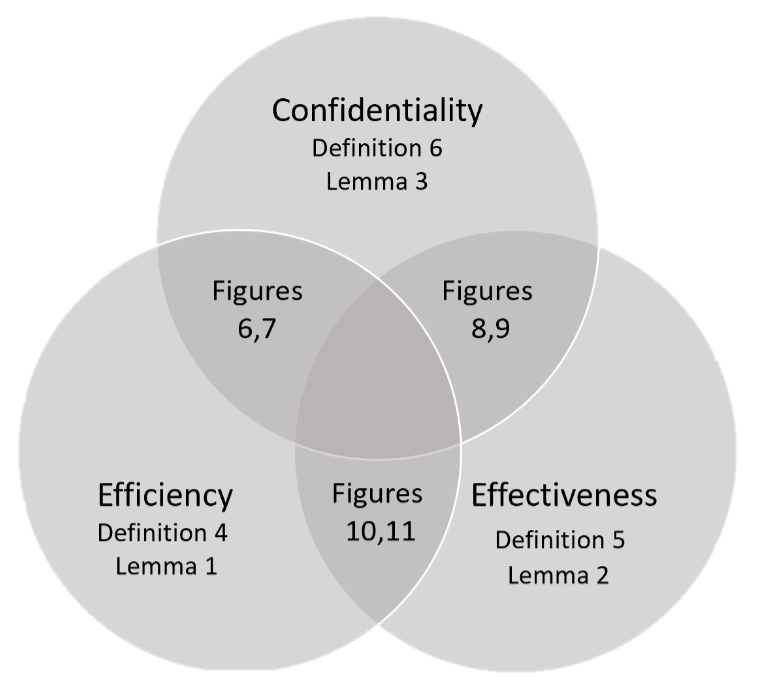 Confidentiality
Definition 6
Lemma 3
Figures
6,7
Figures
8,9
Efficiency
Definition 4
Lemma 1
Figures
10,11
Effectiveness
Definition 5
Lemma 2